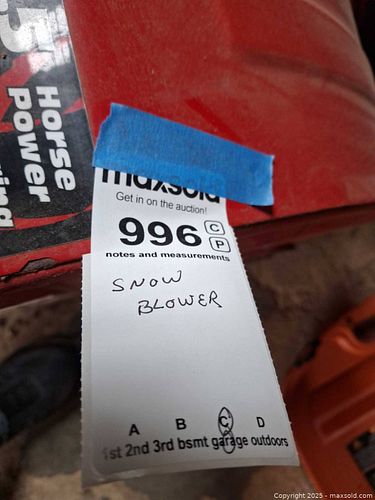 5
Horse
Power
maxsold
Get in on the auction!
996 C
P
notes and measurements
SNOW
BLOWER
A B C D
1st 2nd 3rd bsmt garage outdoors
Copyright 2025 - maxsold.com